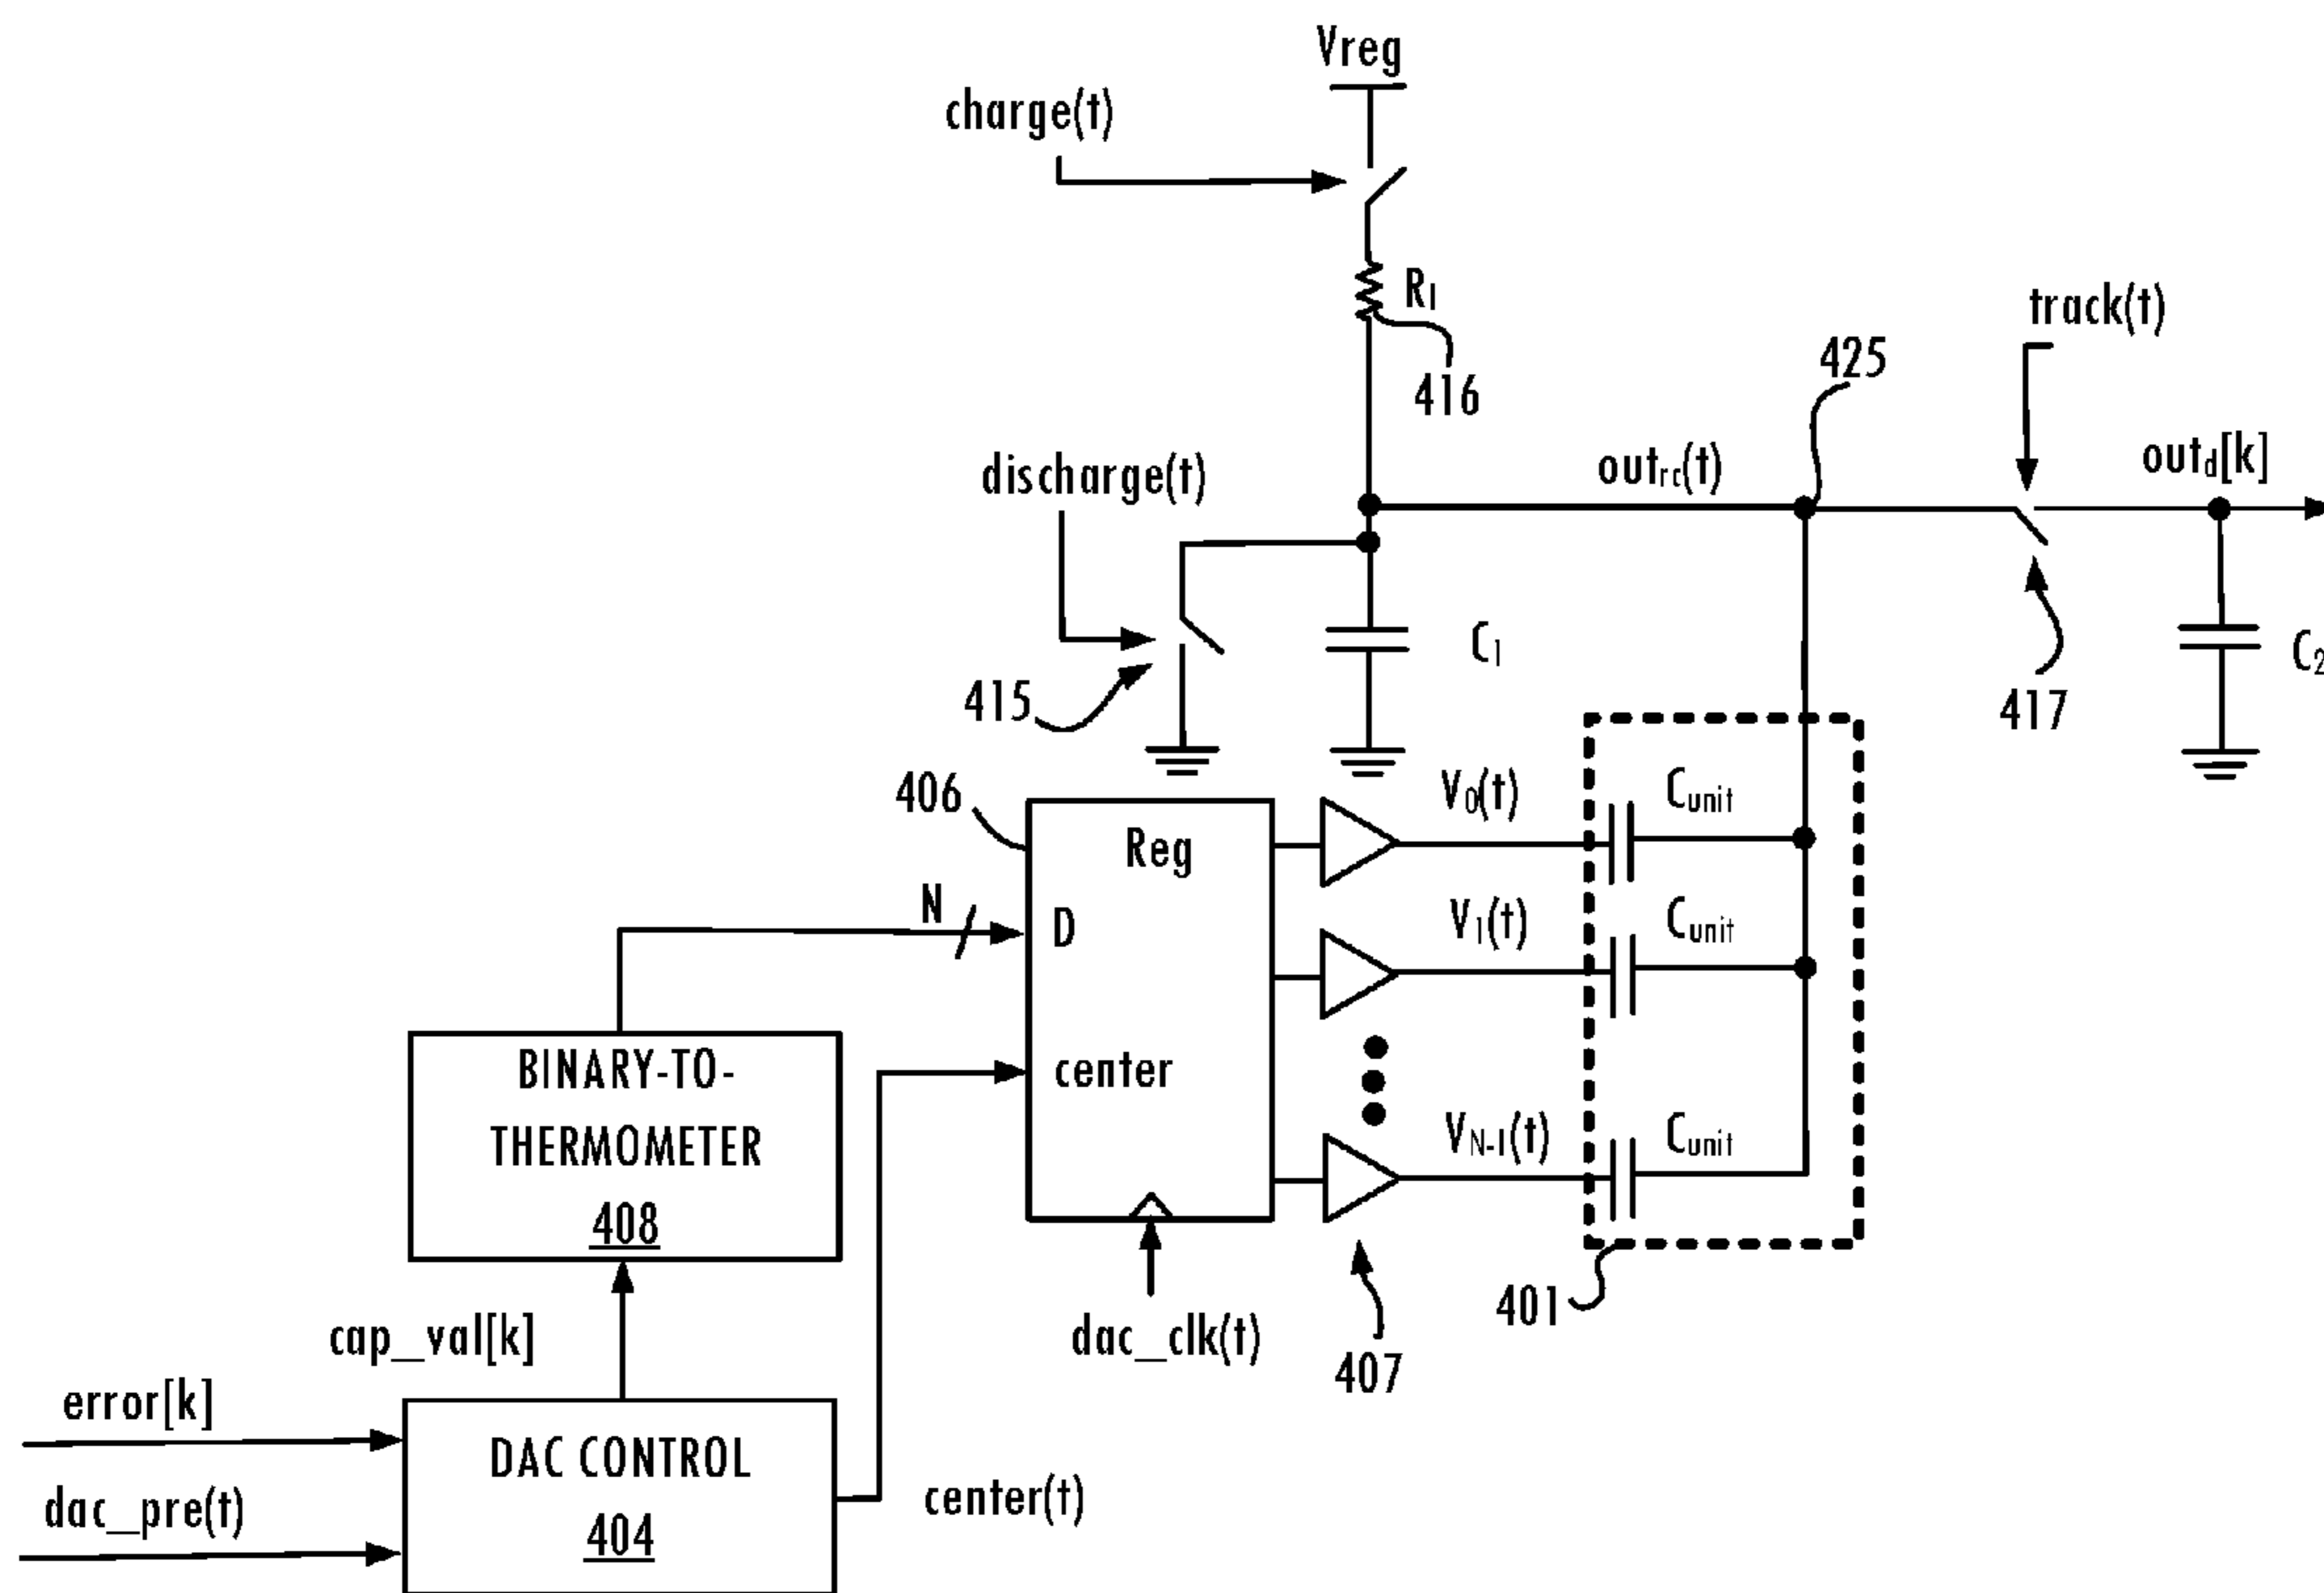 Vreg
charge(t)
R1
416
track(t)
425
discharge(t)
outrc(t)
outd[k]
C1
C2
415
417
406
Reg
V0(t)
Cunit
N
D
V1(t)
Cunit
BINARY-TO-
THERMOMETER
408
center
VN-1(t)
Cunit
cap_val[k]
dac_clk(t)
407
401
error[k]
dac_pre(t)
DAC CONTROL
404
center(t)